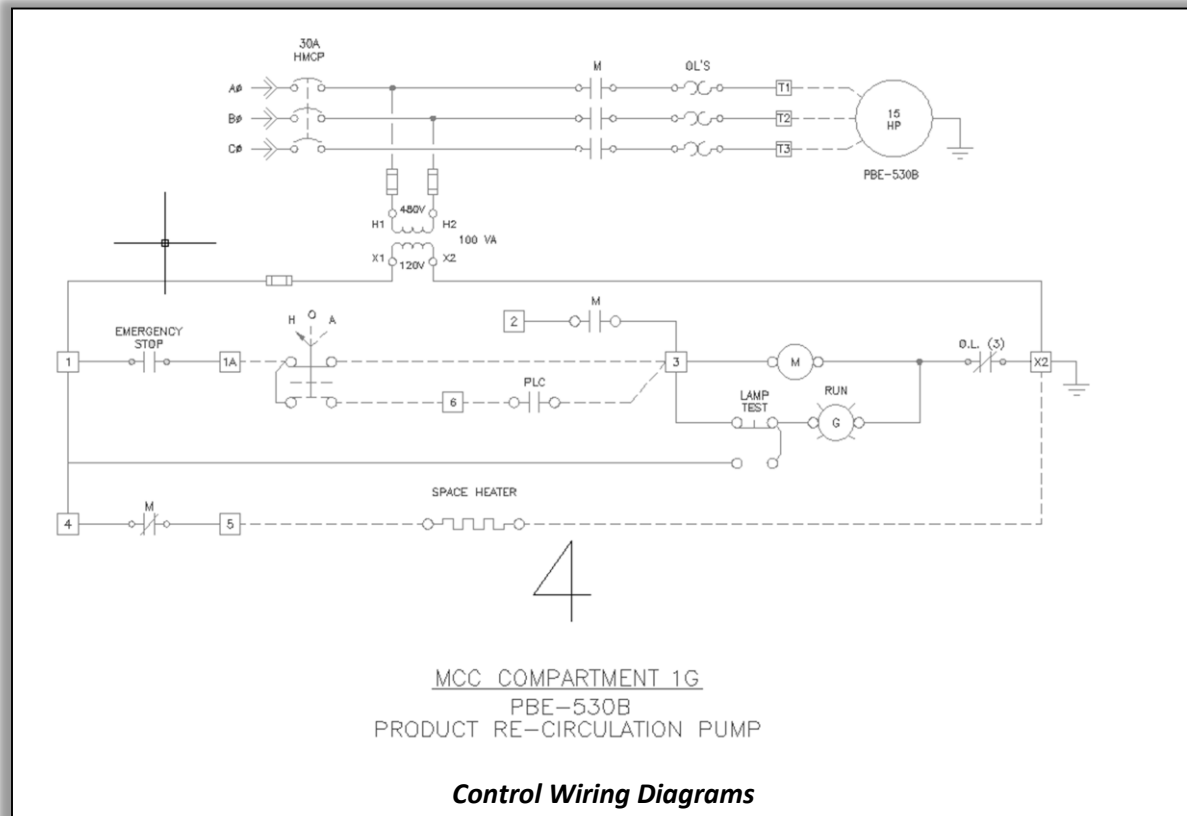 30A
HMCP
M
OL'S
AØ
T1
BØ
T2
15
HP
CØ
T3
PBE-530B
480V
H1
H2
100 VA
X1
120V
X2
M
H O A
2
EMERGENCY
STOP
O.L. (3)
1
1A
3
M
X2
PLC
LAMP
TEST
RUN
6
G
SPACE HEATER
M
4
5
4
MCC COMPARTMENT 1G
PBE-530B
PRODUCT RE-CIRCULATION PUMP
Control Wiring Diagrams